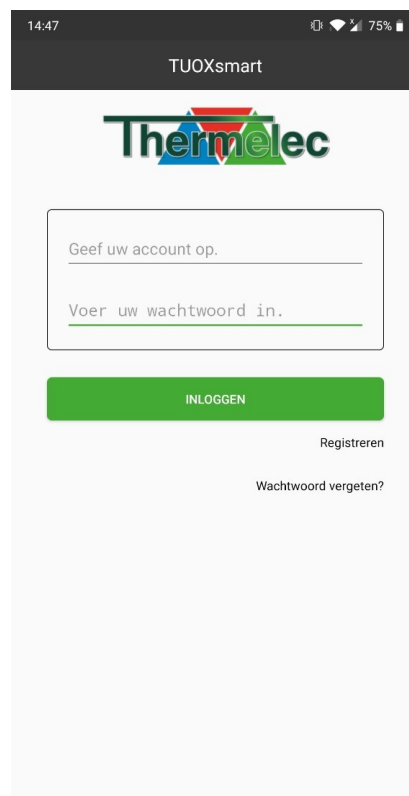 14:47
75%
TUOXsmart
Thermelec
Geef uw account op.
Voer uw wachtwoord in.
INLOGGEN
Registreren
Wachtwoord vergeten?